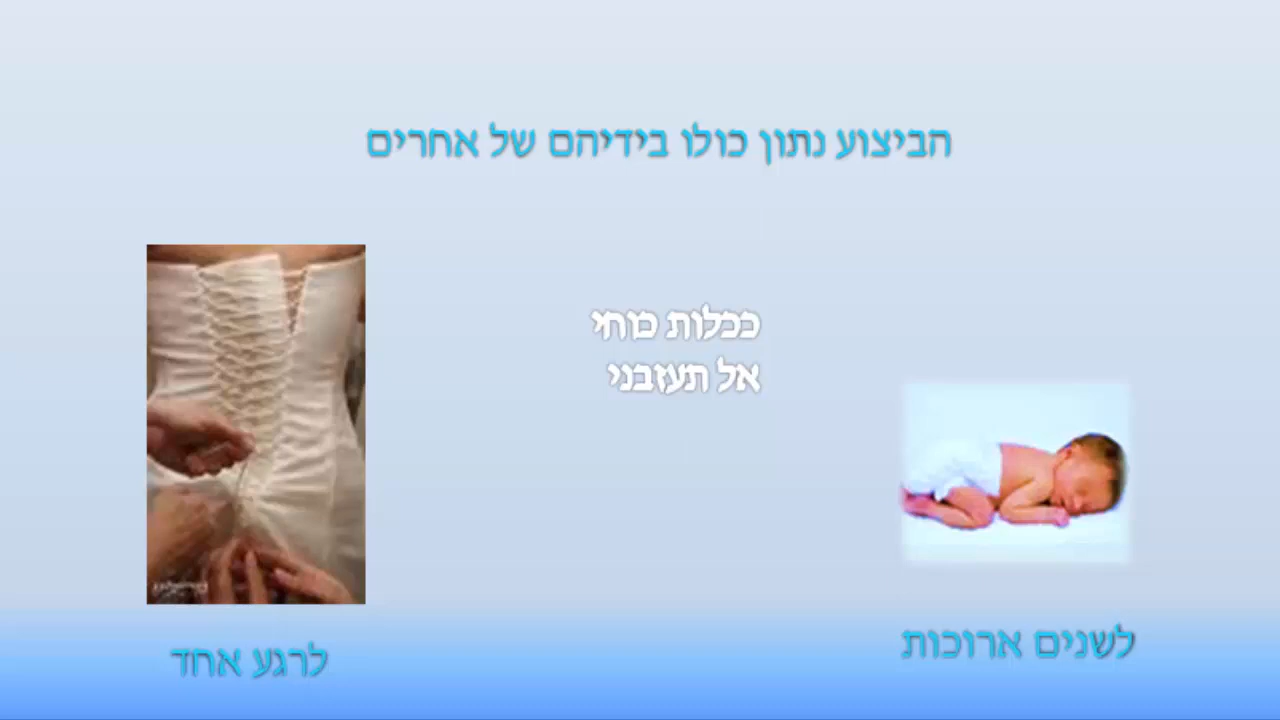 הביצוע נתון כולו בידיהם של אחרים
ככלות כוחי
אל תעזבני
לשנים ארוכות
לרגע אחד